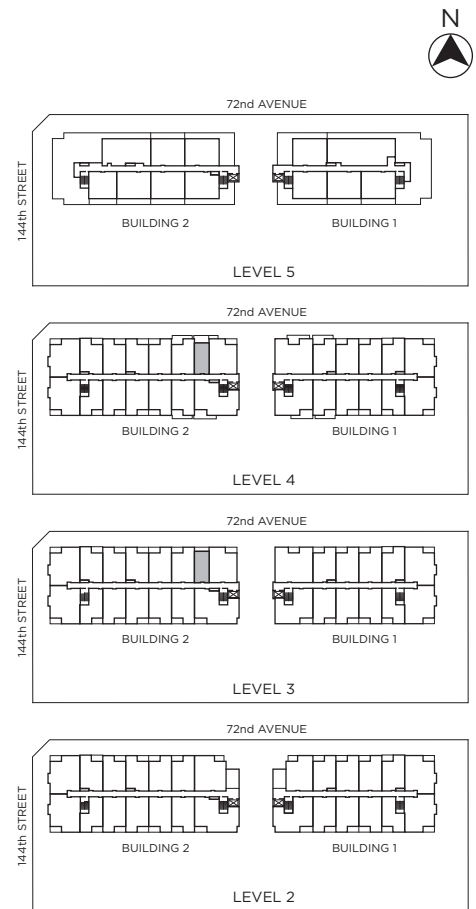 N
72nd AVENUE
144th STREET
BUILDING 2
BUILDING 1
LEVEL 5
72nd AVENUE
144th STREET
BUILDING 2
BUILDING 1
LEVEL 4
72nd AVENUE
144th STREET
BUILDING 2
BUILDING 1
LEVEL 3
72nd AVENUE
144th STREET
BUILDING 2
BUILDING 1
LEVEL 2